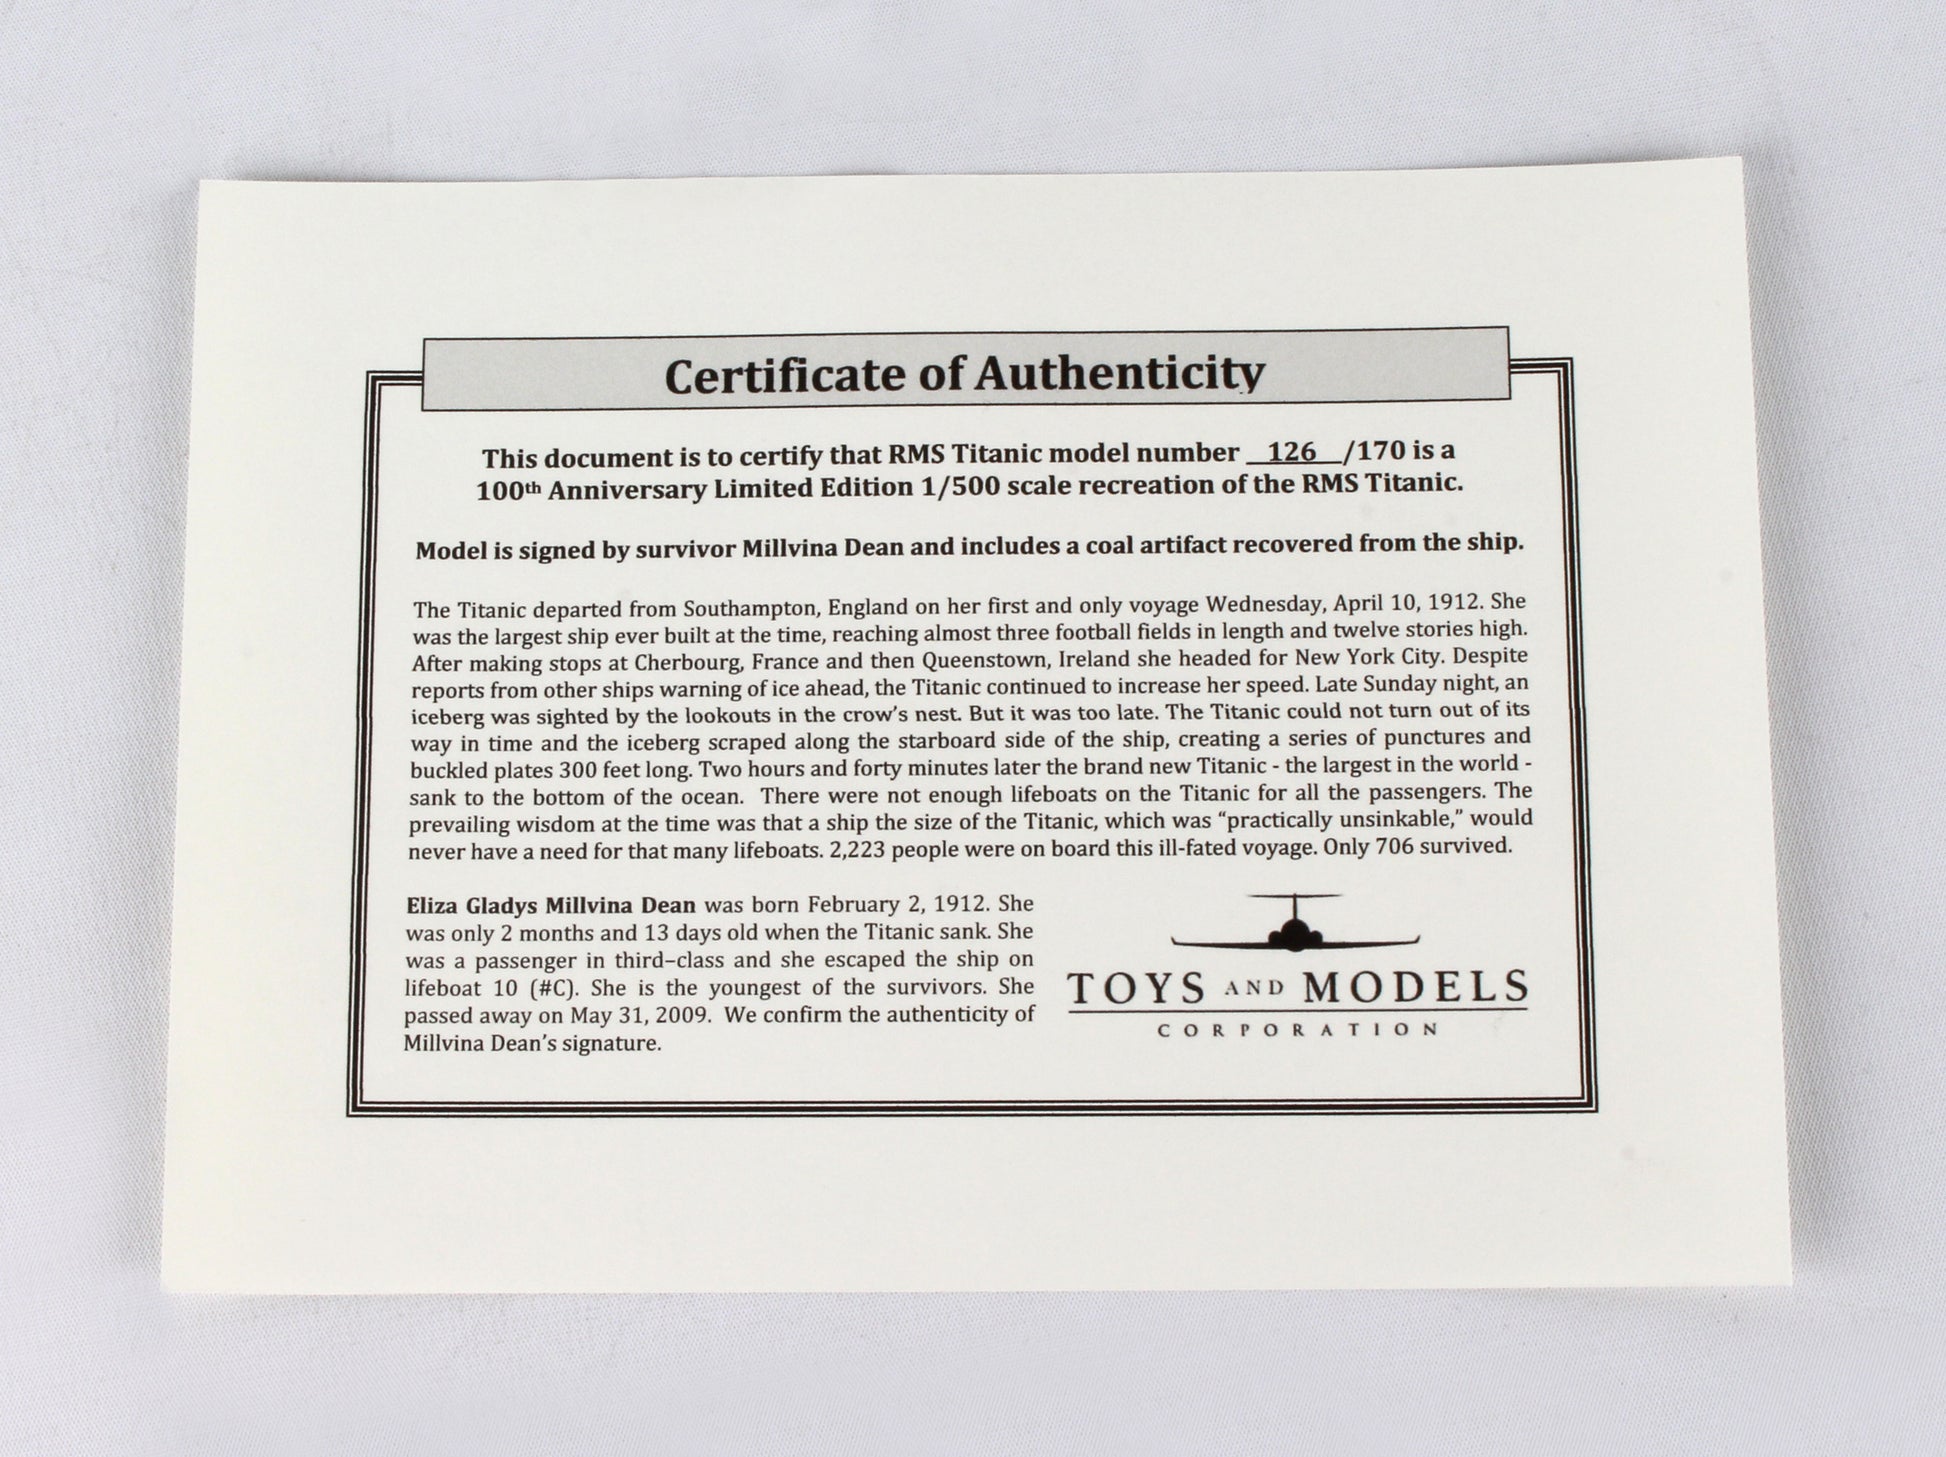 Certificate of Authenticity
This document is to certify that RMS Titanic model number 126 /170 is a
100th Anniversary Limited Edition 1/500 scale recreation of the RMS Titanic.
Model is signed by survivor Millvina Dean and includes a coal artifact recovered from the ship.
The Titanic departed from Southampton, England on her first and only voyage Wednesday, April 10, 1912. She
was the largest ship ever built at the time, reaching almost three football fields in length and twelve stories high.
After making stops at Cherbourg, France and then Queenstown, Ireland she headed for New York City. Despite
reports from other ships warning of ice ahead, the Titanic continued to increase her speed. Late Sunday night, an
iceberg was sighted by the lookouts in the crow's nest. But it was too late. The Titanic could not turn out of its
way in time and the iceberg scraped along the starboard side of the ship, creating a series of punctures and
buckled plates 300 feet long. Two hours and forty minutes later the brand new Titanic - the largest in the world -
sank to the bottom of the ocean. There were not enough lifeboats on the Titanic for all the passengers. The
prevailing wisdom at the time was that a ship the size of the Titanic, which was “practically unsinkable,” would
never have a need for that many lifeboats. 2,223 people were on board this ill-fated voyage. Only 706 survived.
Eliza Gladys Millvina Dean was born February 2, 1912. She
was only 2 months and 13 days old when the Titanic sank. She
was a passenger in third–class and she escaped the ship on
lifeboat 10 (#C). She is the youngest of the survivors. She
passed away on May 31, 2009. We confirm the authenticity of
Millvina Dean's signature.
TOYS AND MODELS
CORPORATION